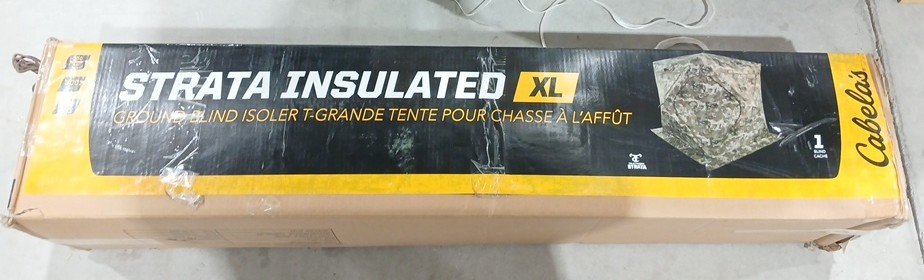 STRATA INSULATED XL
GROUND BLIND ISOLER T-GRANDE TENTE POUR CHASSE À L'AFFÛT
STRATA
1
BLIND
CACHE
Cabela's